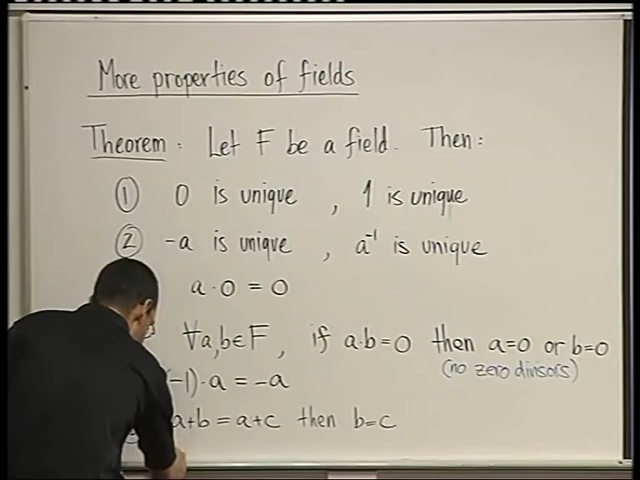 More properties of fields
Theorem: Let F be a field. Then:
① 0 is unique , 1 is unique
② -a is unique , a⁻¹ is unique
a·0 = 0
∀a,b∈F , if a·b=0 then a=0 or b=0
(no zero divisors)
-1)·a = -a
a+b = a+c then b=c